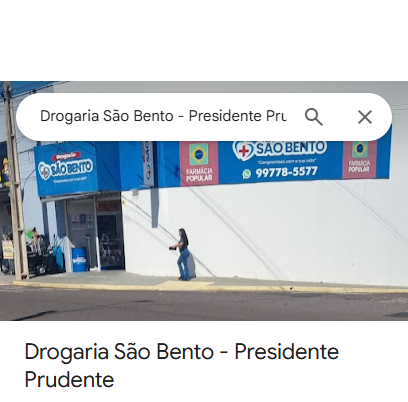 Drogaria São Bento - Presidente Pru
SÃO BENTO
"Compromisso com a sua vida"
99778-5577
FARMÁCIA
POPULAR
FARMÁCIA
POPULAR
Drogaria
SÃO BENTO
Drogaria São Bento - Presidente
Prudente